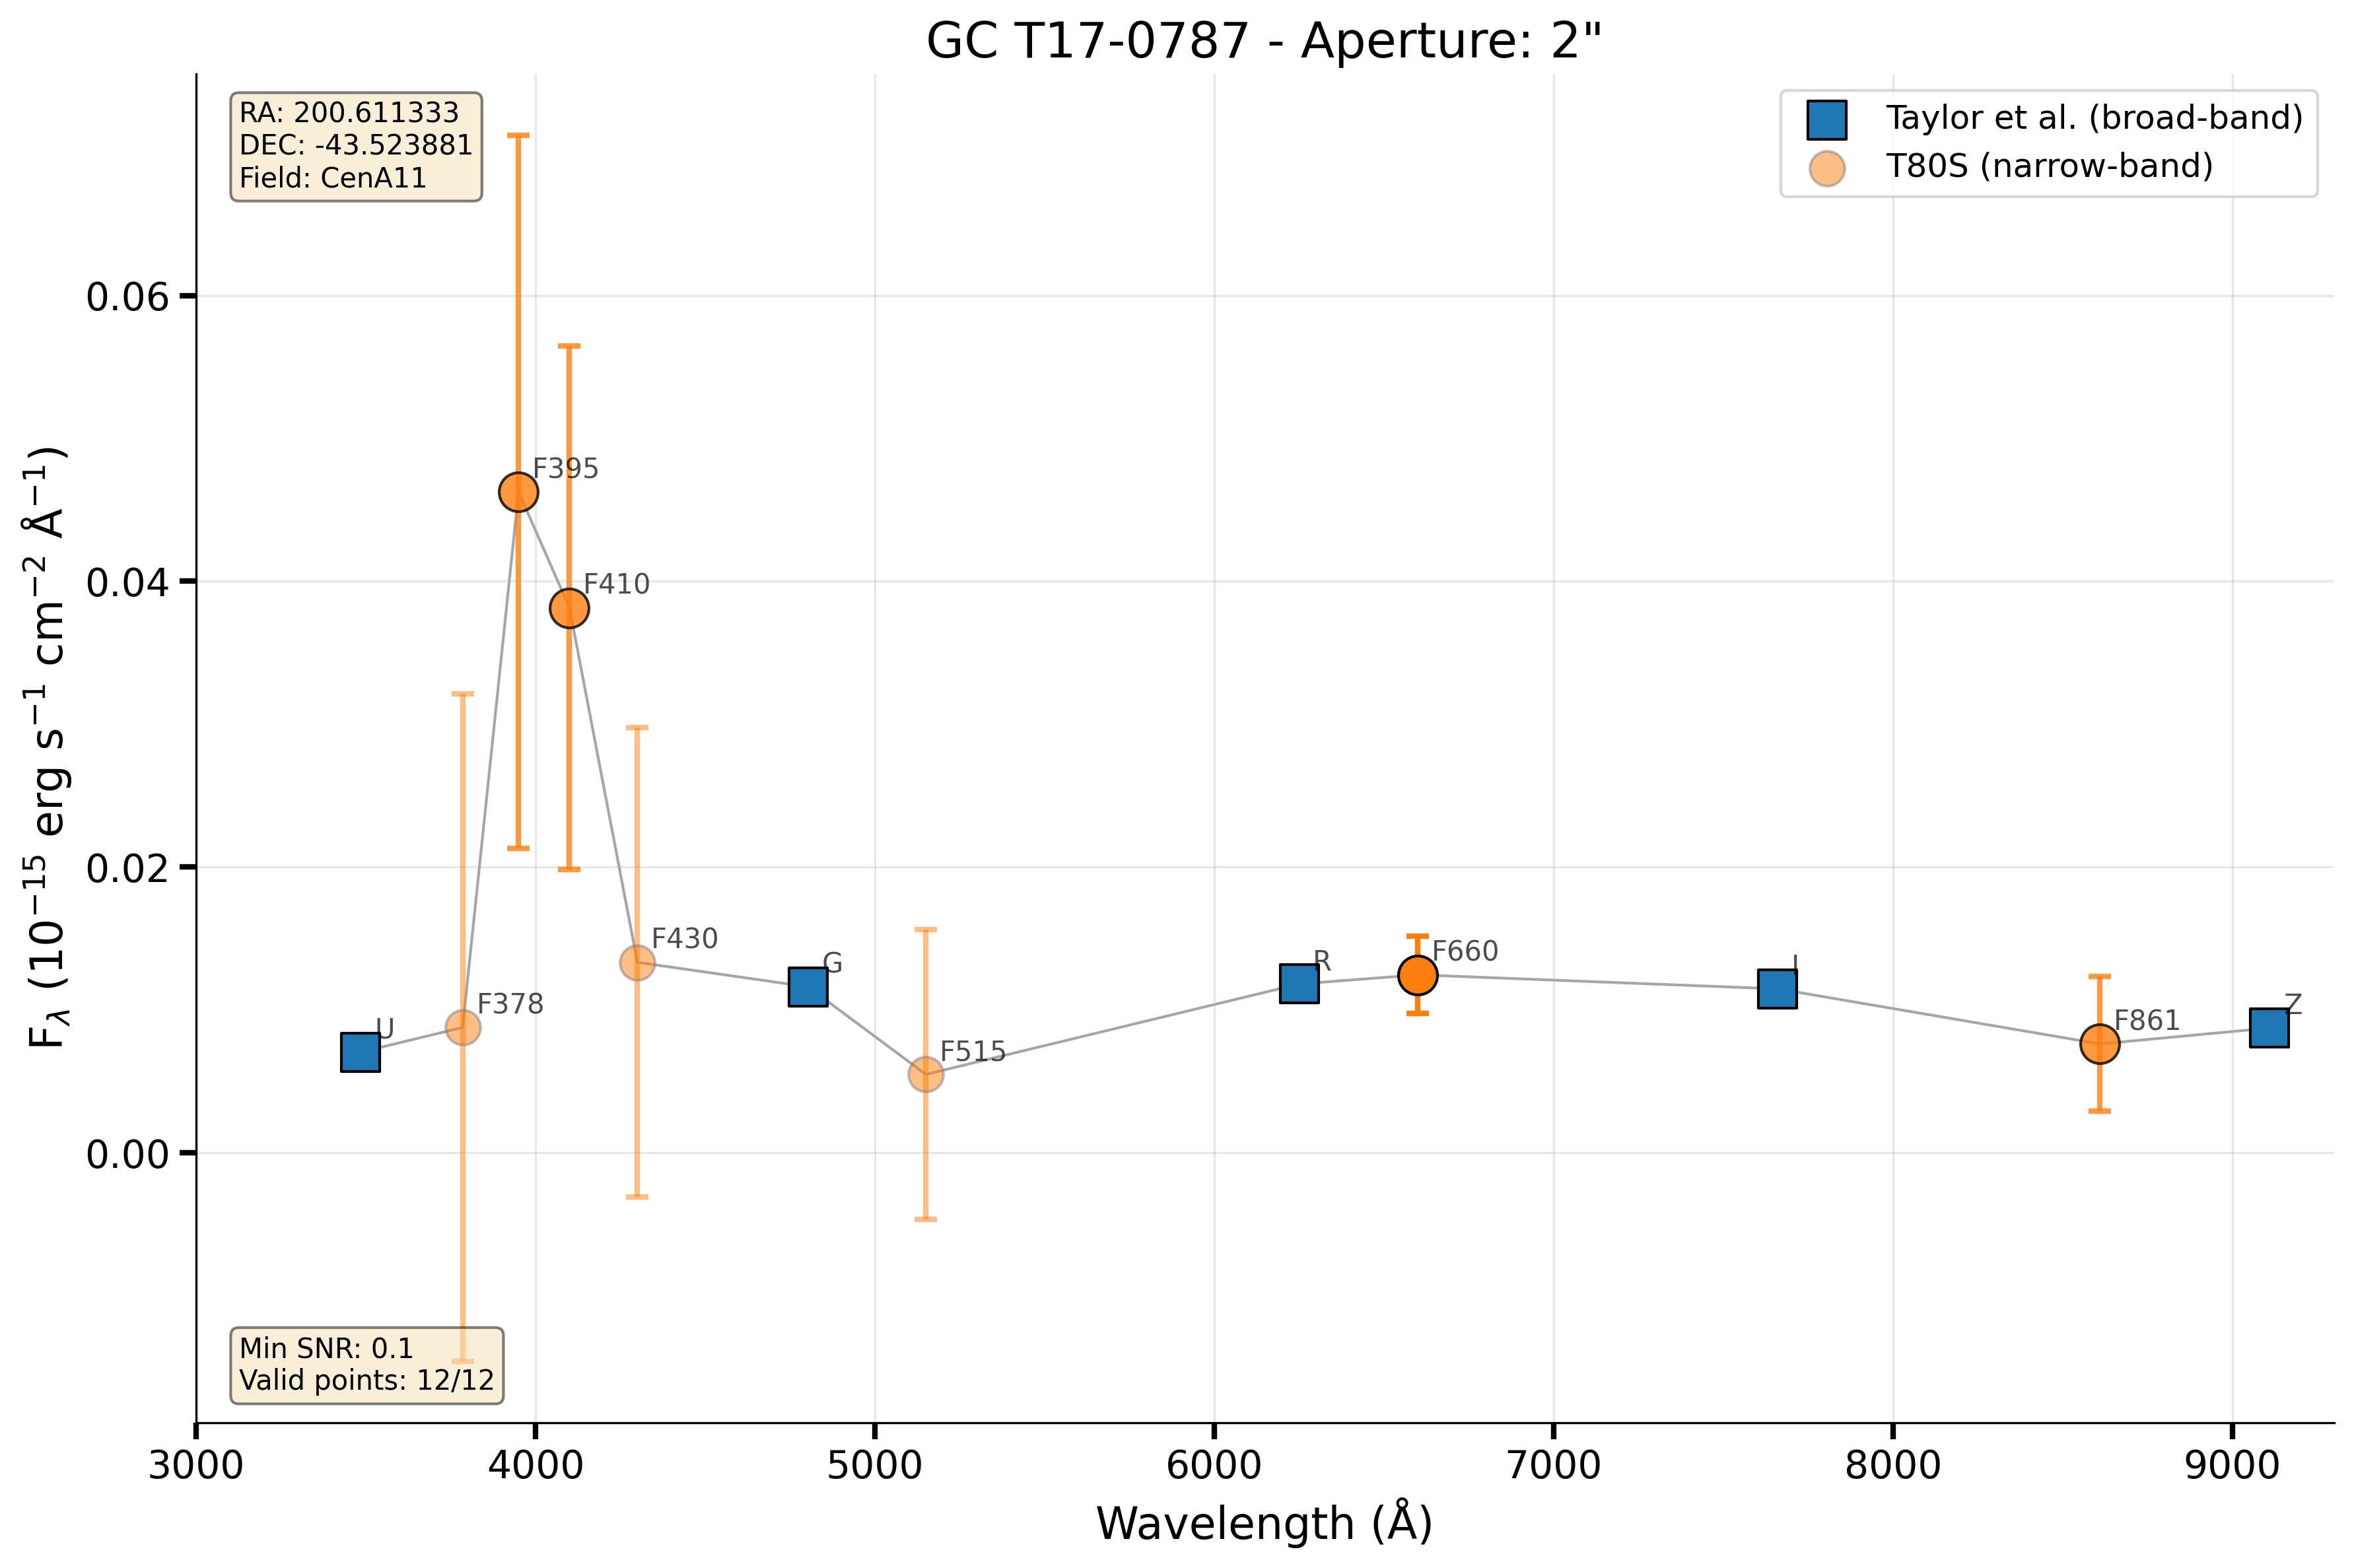 GC T17-0787 - Aperture: 2"
RA: 200.611333
DEC: -43.523881
Field: CenA11
Taylor et al. (broad-band)
T80S (narrow-band)
F395
F410
F430
F378
U
G
F515
R
F660
I
F861
Z
0.06
0.04
0.02
0.00
Fλ (10⁻¹⁵ erg s⁻¹ cm⁻² Å⁻¹)
Min SNR: 0.1
Valid points: 12/12
3000 4000 5000 6000 7000 8000 9000
Wavelength (Å)